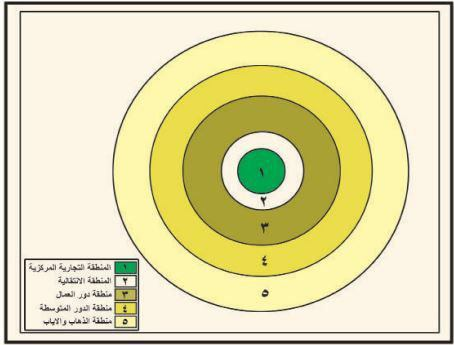 ١
٢
٣
٤
٥
١ المنطقة التجارية المركزية
٢ المنطقة الانتقالية
٣ منطقة دور العمال
٤ منطقة الدور المتوسطة
٥ منطقة الذهاب والاياب